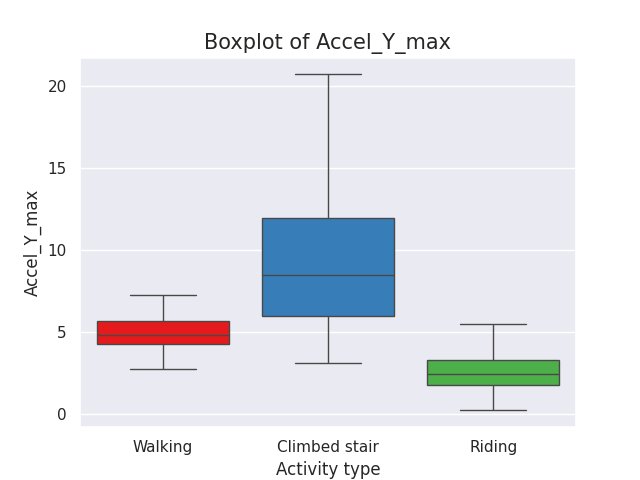 Boxplot of Accel_Y_max
20
15
10
5
0
Accel_Y_max
Walking
Climbed stair
Riding
Activity type